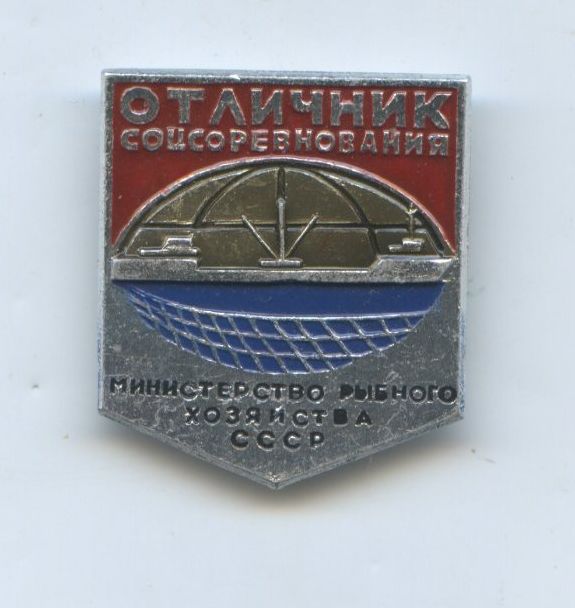 ОТЛИЧНИК
СОЦСОРЕВНОВАНИЯ
МИНИСТЕРСТВО РЫБНОГО
ХОЗЯЙСТВА
СССР